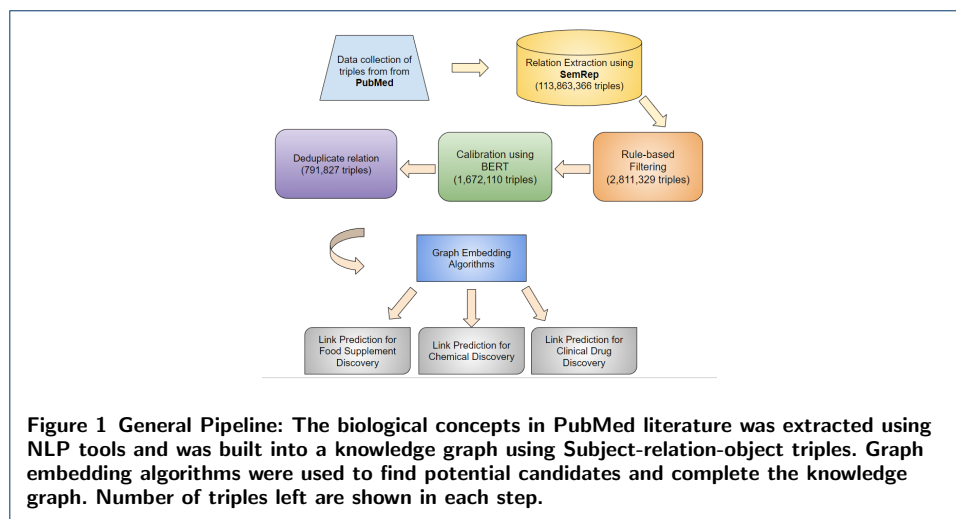 Data collection of
triples from from
PubMed
Relation Extraction using
SemRep
(113,863,366 triples)
Deduplicate relation
(791,827 triples)
Calibration using
BERT
(1,672,110 triples)
Rule-based
Filtering
(2,811,329 triples)
Graph Embedding
Algorithms
Link Prediction for
Food Supplement
Discovery
Link Prediction for
Chemical Discovery
Link Prediction for
Clinical Drug
Discovery
Figure 1 General Pipeline: The biological concepts in PubMed literature was extracted using
NLP tools and was built into a knowledge graph using Subject-relation-object triples. Graph
embedding algorithms were used to find potential candidates and complete the knowledge
graph. Number of triples left are shown in each step.